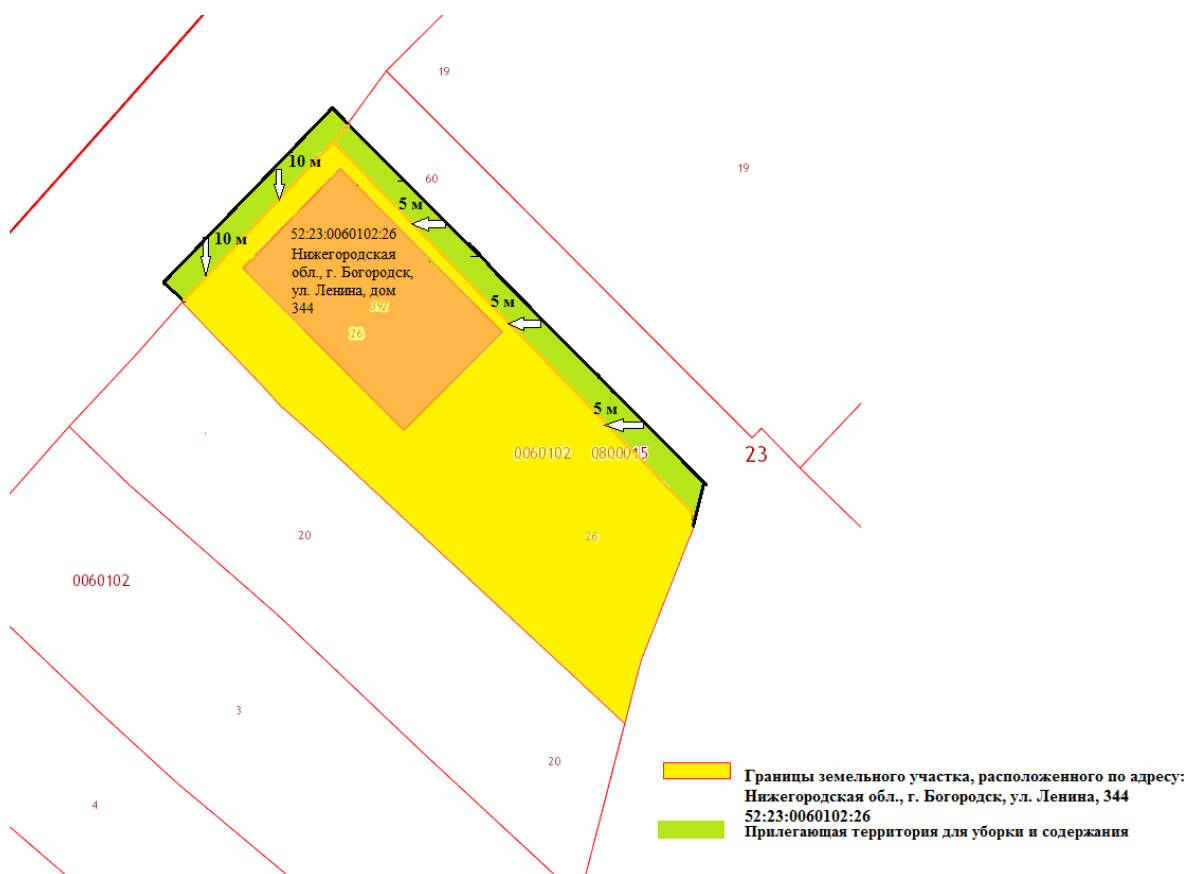 19
19
60
10 м
5 м
10 м
52:23:0060102:26
Нижегородская
обл., г. Богородск,
ул. Ленина, дом
344
392
26
5 м
5 м
0060102
0800015
23
26
20
0060102
3
20
4
Границы земельного участка, расположенного по адресу:
Нижегородская обл., г. Богородск, ул. Ленина, 344
52:23:0060102:26
Прилегающая территория для уборки и содержания